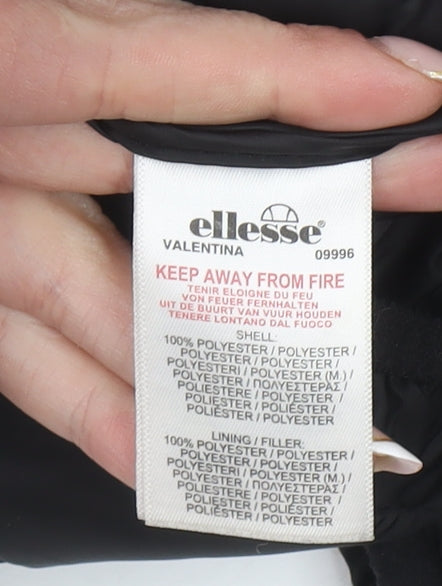 ellesse®
VALENTINA 09996
KEEP AWAY FROM FIRE
TENIR ELOIGNE DU FEU
VON FEUER FERNHALTEN
UIT DE BUURT VAN VUUR HOUDEN
TENERE LONTANO DAL FUOCO
SHELL:
100% POLYESTER / POLYESTER /
POLYESTER / POLYESTER /
POLYESTERI / POLYESTER (M.) /
POLYESTER / ΠΟΛΥΕΣΤΕΡΑΣ /
POLIESTERE / POLYESTER /
POLIESTER / POLIÉSTER /
POLIËSTER / POLYESTER
LINING / FILLER:
100% POLYESTER / POLYESTER /
POLYESTER / POLYESTER /
POLYESTERI / POLYESTER (M.) /
POLYESTER / ΠΟΛΥΕΣΤΕΡΑΣ /
POLIESTERE / POLYESTER /
POLIESTER / POLIÉSTER /
POLIËSTER / POLYESTER